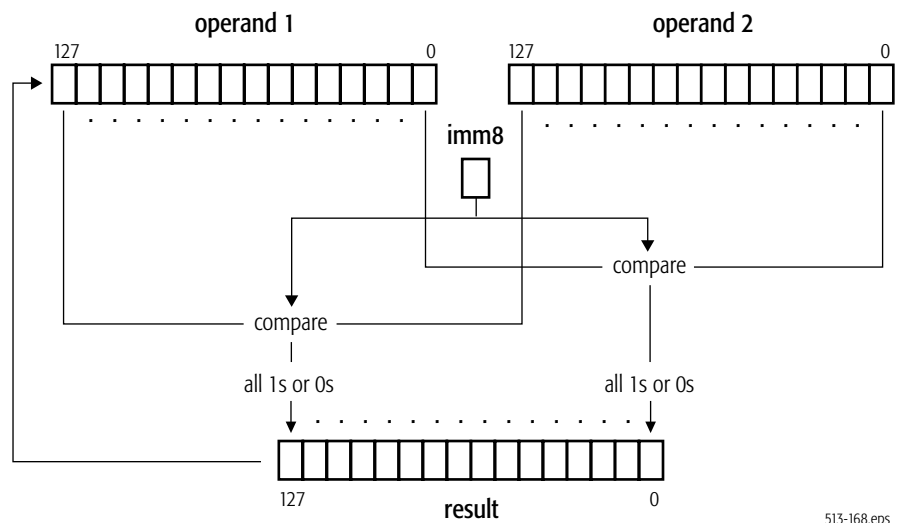 operand 1
operand 2
127
0
127
0
. . . . . . . . . . . . . .
. . . . . . . . . . . . . .
imm8
compare
compare
all 1s or 0s
all 1s or 0s
. . . . . . . . . . . . . .
127
result
0
513-168.eps